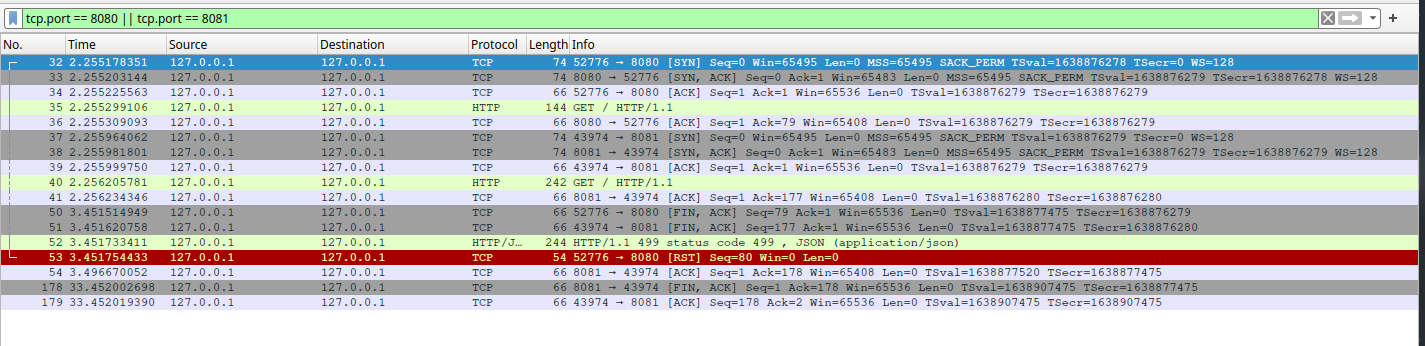 tcp.port == 8080 || tcp.port == 8081
No. Time Source Destination Protocol Length Info
32 2.255178351 127.0.0.1 127.0.0.1 TCP 74 52776 → 8080 [SYN] Seq=0 Win=65495 Len=0 MSS=65495 SACK_PERM TSval=1638876278 TSecr=0 WS=128
33 2.255203144 127.0.0.1 127.0.0.1 TCP 74 8080 → 52776 [SYN, ACK] Seq=0 Ack=1 Win=65483 Len=0 MSS=65495 SACK_PERM TSval=1638876279 TSecr=1638876278 WS=128
34 2.255225563 127.0.0.1 127.0.0.1 TCP 66 52776 → 8080 [ACK] Seq=1 Ack=1 Win=65536 Len=0 TSval=1638876279 TSecr=1638876279
35 2.255299106 127.0.0.1 127.0.0.1 HTTP 144 GET / HTTP/1.1
36 2.255309093 127.0.0.1 127.0.0.1 TCP 66 8080 → 52776 [ACK] Seq=1 Ack=79 Win=65408 Len=0 TSval=1638876279 TSecr=1638876279
37 2.255964062 127.0.0.1 127.0.0.1 TCP 74 43974 → 8081 [SYN] Seq=0 Win=65495 Len=0 MSS=65495 SACK_PERM TSval=1638876279 TSecr=0 WS=128
38 2.255981801 127.0.0.1 127.0.0.1 TCP 74 8081 → 43974 [SYN, ACK] Seq=0 Ack=1 Win=65483 Len=0 MSS=65495 SACK_PERM TSval=1638876279 TSecr=1638876279 WS=128
39 2.255999750 127.0.0.1 127.0.0.1 TCP 66 43974 → 8081 [ACK] Seq=1 Ack=1 Win=65536 Len=0 TSval=1638876279 TSecr=1638876279
40 2.256205781 127.0.0.1 127.0.0.1 HTTP 242 GET / HTTP/1.1
41 2.256234346 127.0.0.1 127.0.0.1 TCP 66 8081 → 43974 [ACK] Seq=1 Ack=177 Win=65408 Len=0 TSval=1638876280 TSecr=1638876280
50 3.451514949 127.0.0.1 127.0.0.1 TCP 66 52776 → 8080 [FIN, ACK] Seq=79 Ack=1 Win=65536 Len=0 TSval=1638877475 TSecr=1638876279
51 3.451620758 127.0.0.1 127.0.0.1 TCP 66 43974 → 8081 [FIN, ACK] Seq=177 Ack=1 Win=65536 Len=0 TSval=1638877475 TSecr=1638876280
52 3.451733411 127.0.0.1 127.0.0.1 HTTP/J… 244 HTTP/1.1 499 status code 499 , JSON (application/json)
53 3.451754433 127.0.0.1 127.0.0.1 TCP 54 52776 → 8080 [RST] Seq=80 Win=0 Len=0
54 3.496670052 127.0.0.1 127.0.0.1 TCP 66 8081 → 43974 [ACK] Seq=1 Ack=178 Win=65408 Len=0 TSval=1638877520 TSecr=1638877475
178 33.452002698 127.0.0.1 127.0.0.1 TCP 66 8081 → 43974 [FIN, ACK] Seq=1 Ack=178 Win=65536 Len=0 TSval=1638907475 TSecr=1638877475
179 33.452019390 127.0.0.1 127.0.0.1 TCP 66 43974 → 8081 [ACK] Seq=178 Ack=2 Win=65536 Len=0 TSval=1638907475 TSecr=1638907475